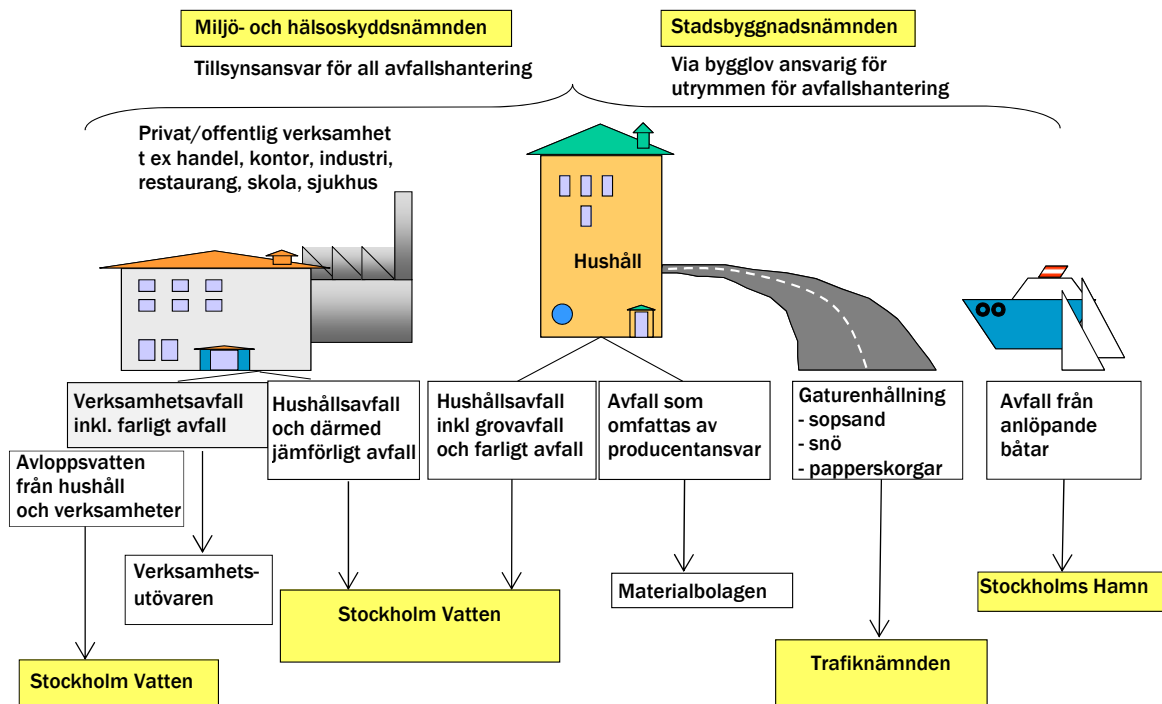 Miljö- och hälsoskyddsnämnden
Stadsbyggnadsnämnden
Tillsynsansvar för all avfallshantering
Via bygglov ansvarig för
utrymmen för avfallshantering
Privat/offentlig verksamhet
t ex handel, kontor, industri,
restaurang, skola, sjukhus
Hushåll
Verksamhetsavfall
inkl. farligt avfall
Hushållsavfall
och därmed
jämförligt avfall
Hushållsavfall
inkl grovavfall
och farligt avfall
Avfall som
omfattas av
producentansvar
Gaturenhållning
- sopsand
- snö
- papperskorgar
Avfall från
anlöpande
båtar
Avloppsvatten
från hushåll
och verksamheter
Verksamhets-
utövaren
Stockholm Vatten
Materialbolagen
Stockholms Hamn
Trafiknämnden
Stockholm Vatten